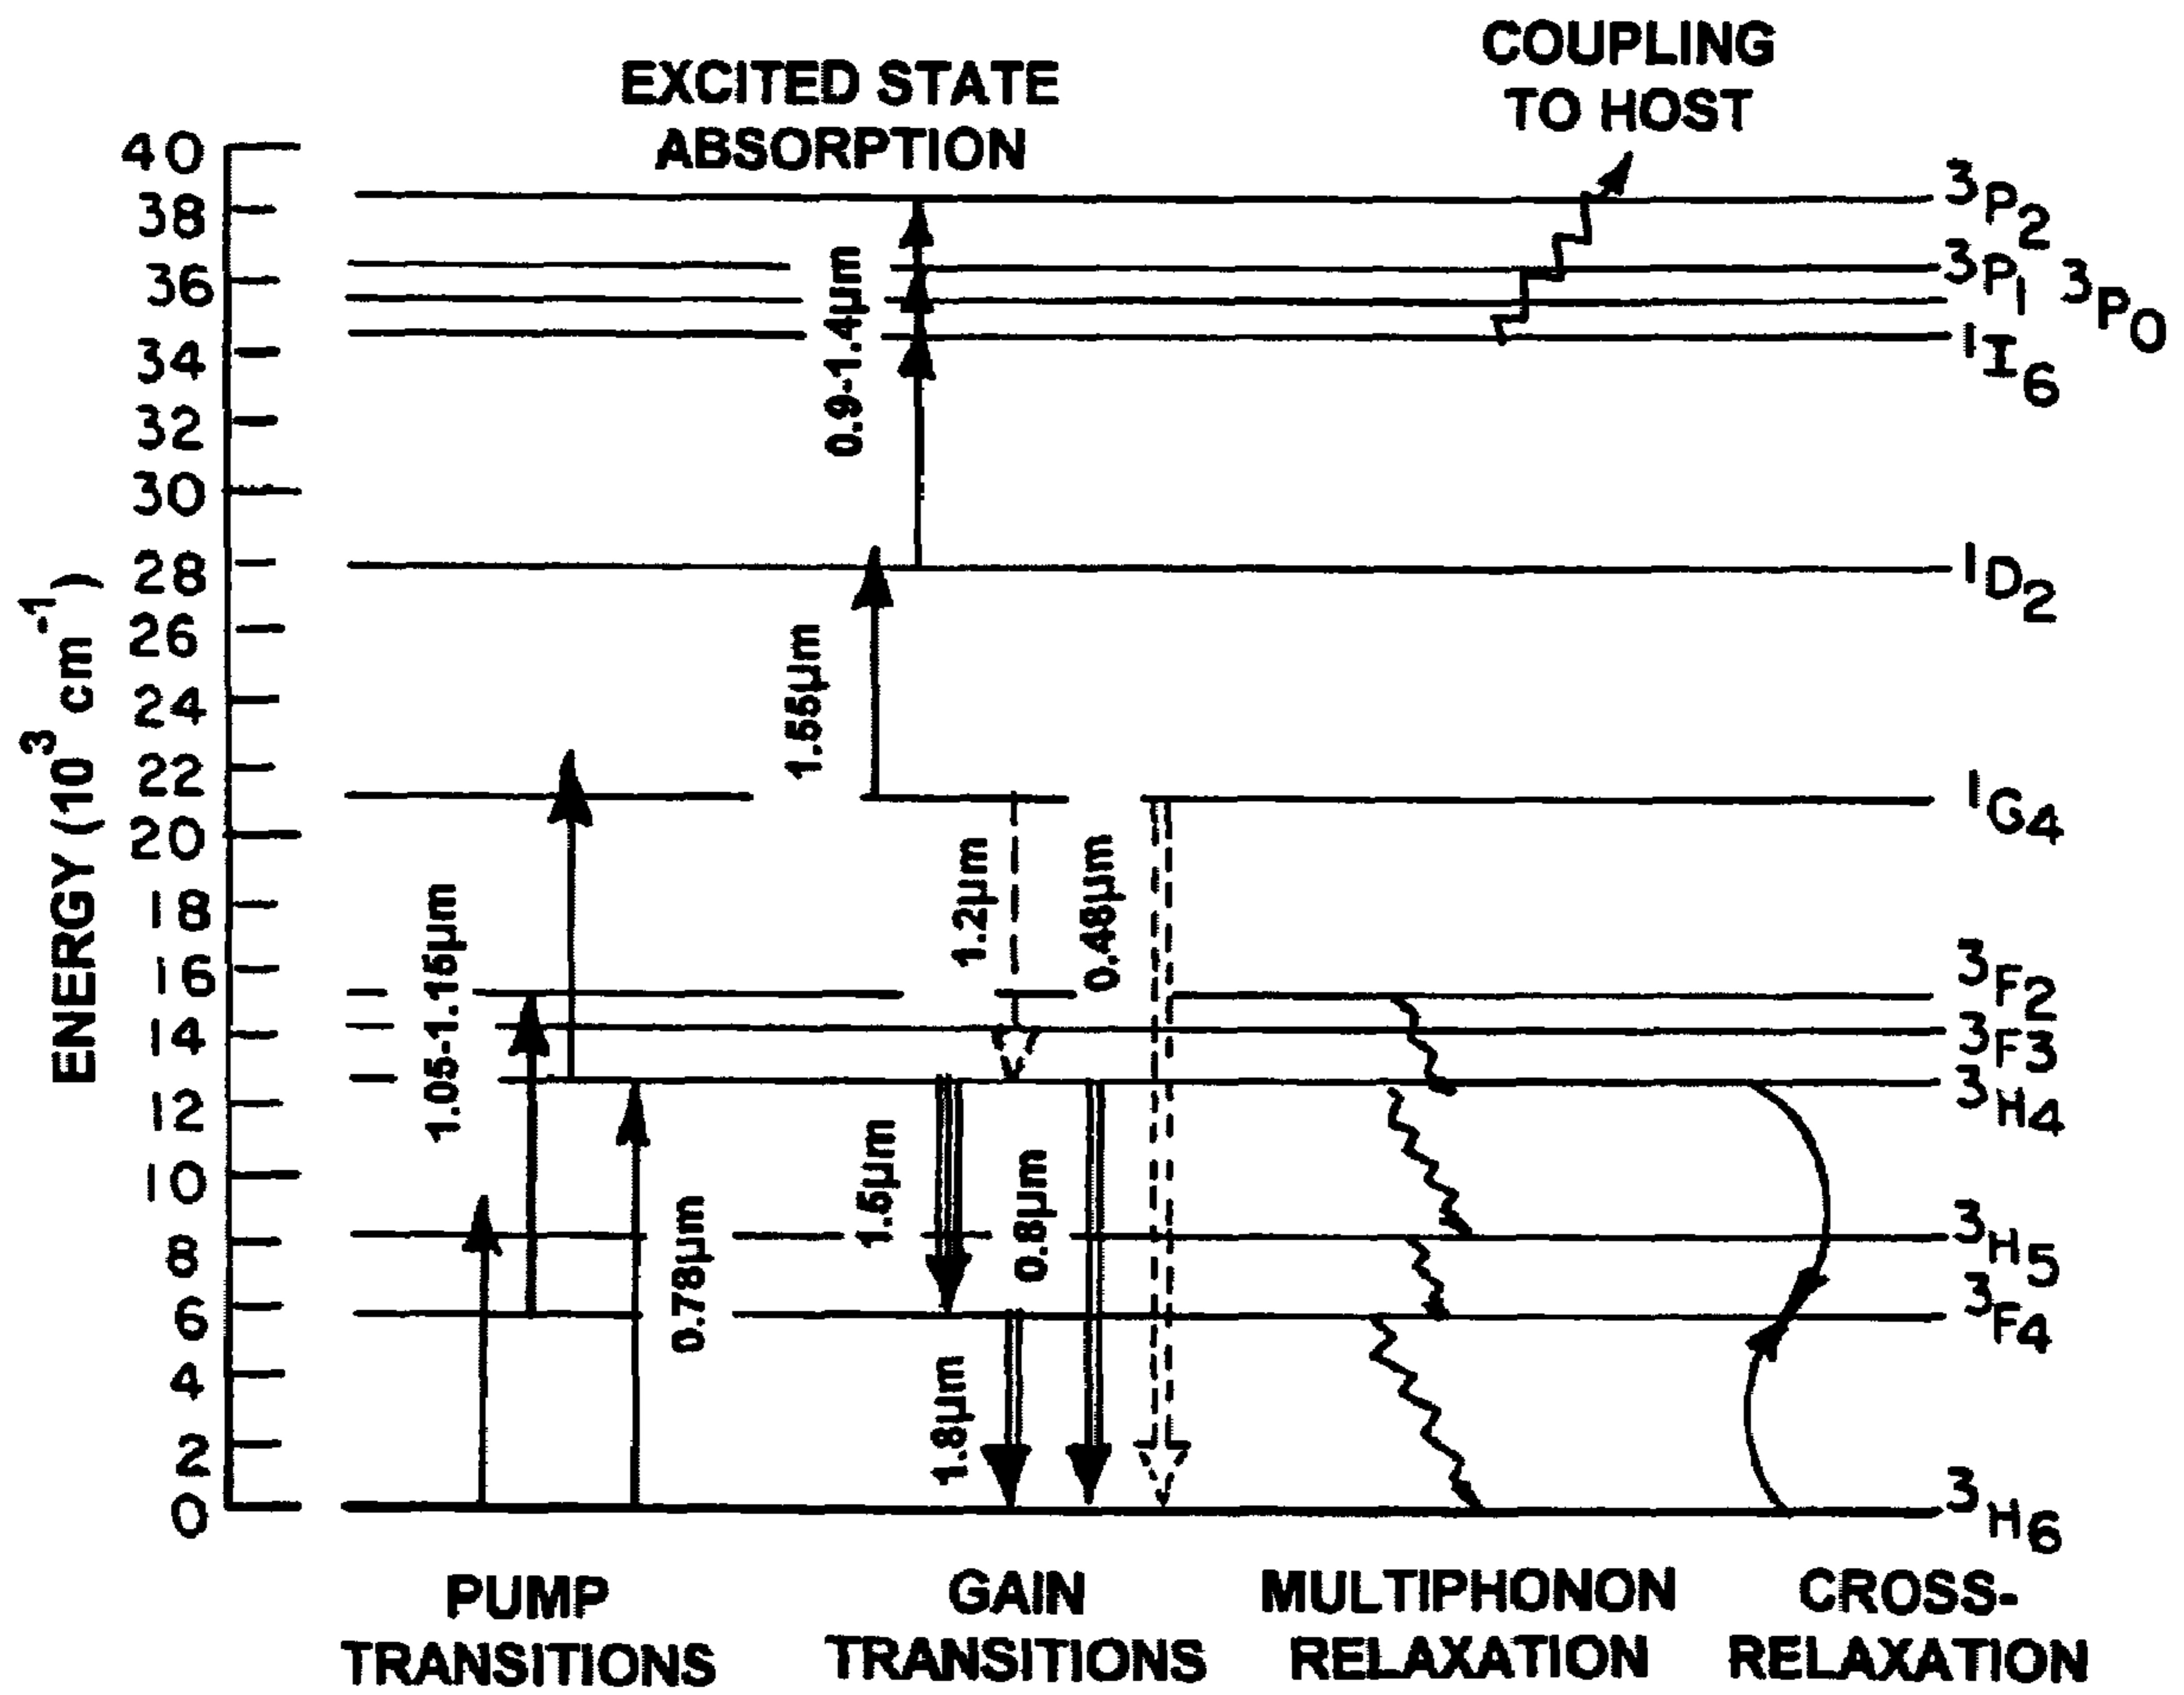 COUPLING
TO HOST
EXCITED STATE
ABSORPTION
ENERGY (10³ cm⁻¹)
40
38
36
34
32
30
28
26
24
22
20
18
16
14
12
10
8
6
4
2
0
0.9-1.4µm
1.55µm
1.05-1.15µm
1.2µm
0.48µm
0.78µm
1.5µm
0.8µm
1.8µm
³P₂
³P₁
³P₀
¹I₆
¹D₂
¹G₄
³F₂
³F₃
³H₄
³H₅
³F₄
³H₆
PUMP
TRANSITIONS
GAIN
TRANSITIONS
MULTIPHONON
RELAXATION
CROSS-
RELAXATION